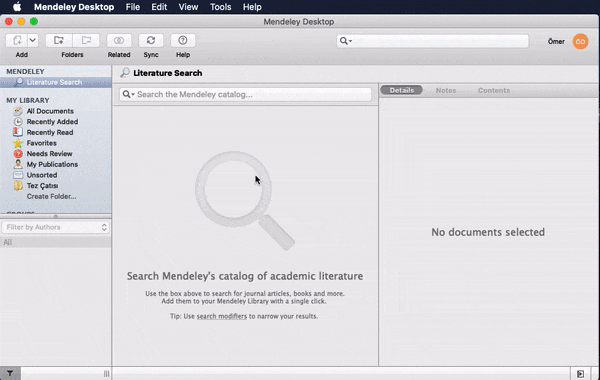 Mendeley Desktop File Edit View Tools Help
Mendeley Desktop
Add Folders Related Sync Help
Ömer ÖD
MENDELEY
Literature Search
MY LIBRARY
All Documents
Recently Added
Recently Read
Favorites
Needs Review
My Publications
Unsorted
Tez Çatısı
Create Folder...
Filter by Authors
All
Literature Search
Search the Mendeley catalog...
Search Mendeley's catalog of academic literature
Use the box above to search for journal articles, books and more.
Add them to your Mendeley Library with a single click.
Tip: Use search modifiers to narrow your results.
Details Notes Contents
No documents selected